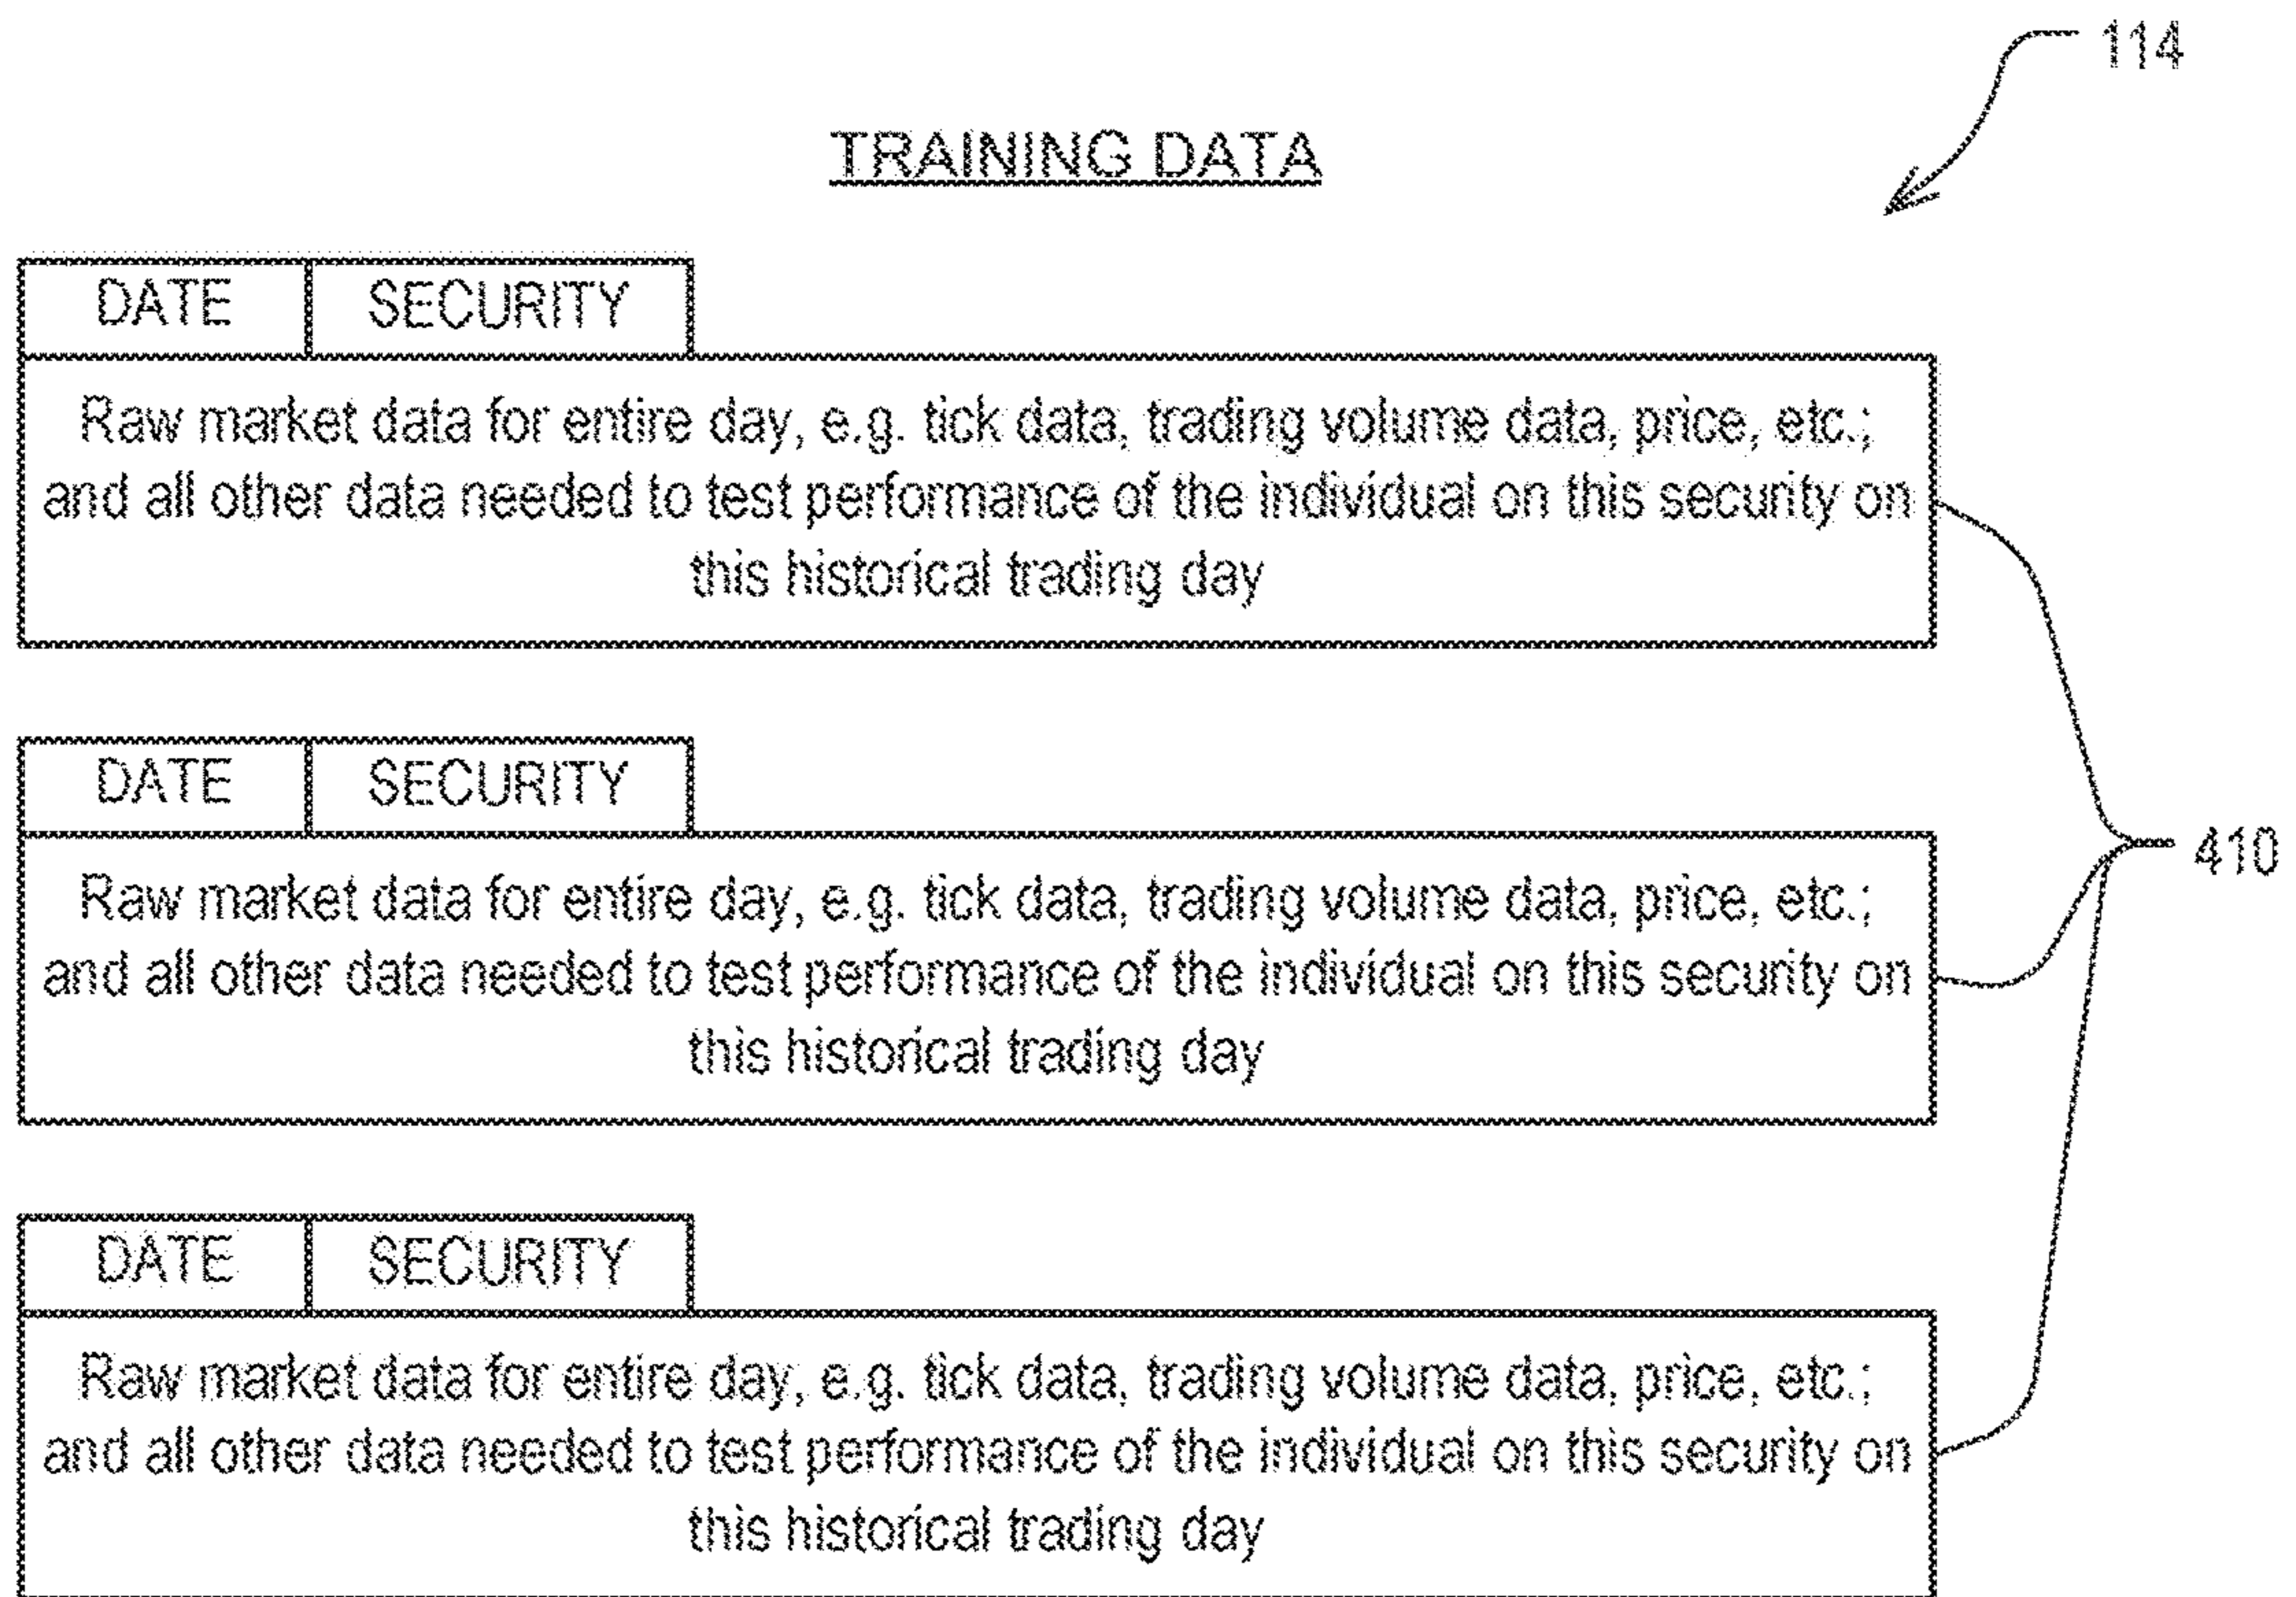 114
TRAINING DATA
DATE SECURITY
Raw market data for entire day, e.g. tick data, trading volume data, price, etc.;
and all other data needed to test performance of the individual on this security on
this historical trading day
DATE SECURITY
Raw market data for entire day, e.g. tick data, trading volume data, price, etc.;
410
and all other data needed to test performance of the individual on this security on
this historical trading day
DATE SECURITY
Raw market data for entire day, e.g. tick data, trading volume data, price, etc.;
and all other data needed to test performance of the individual on this security on
this historical trading day